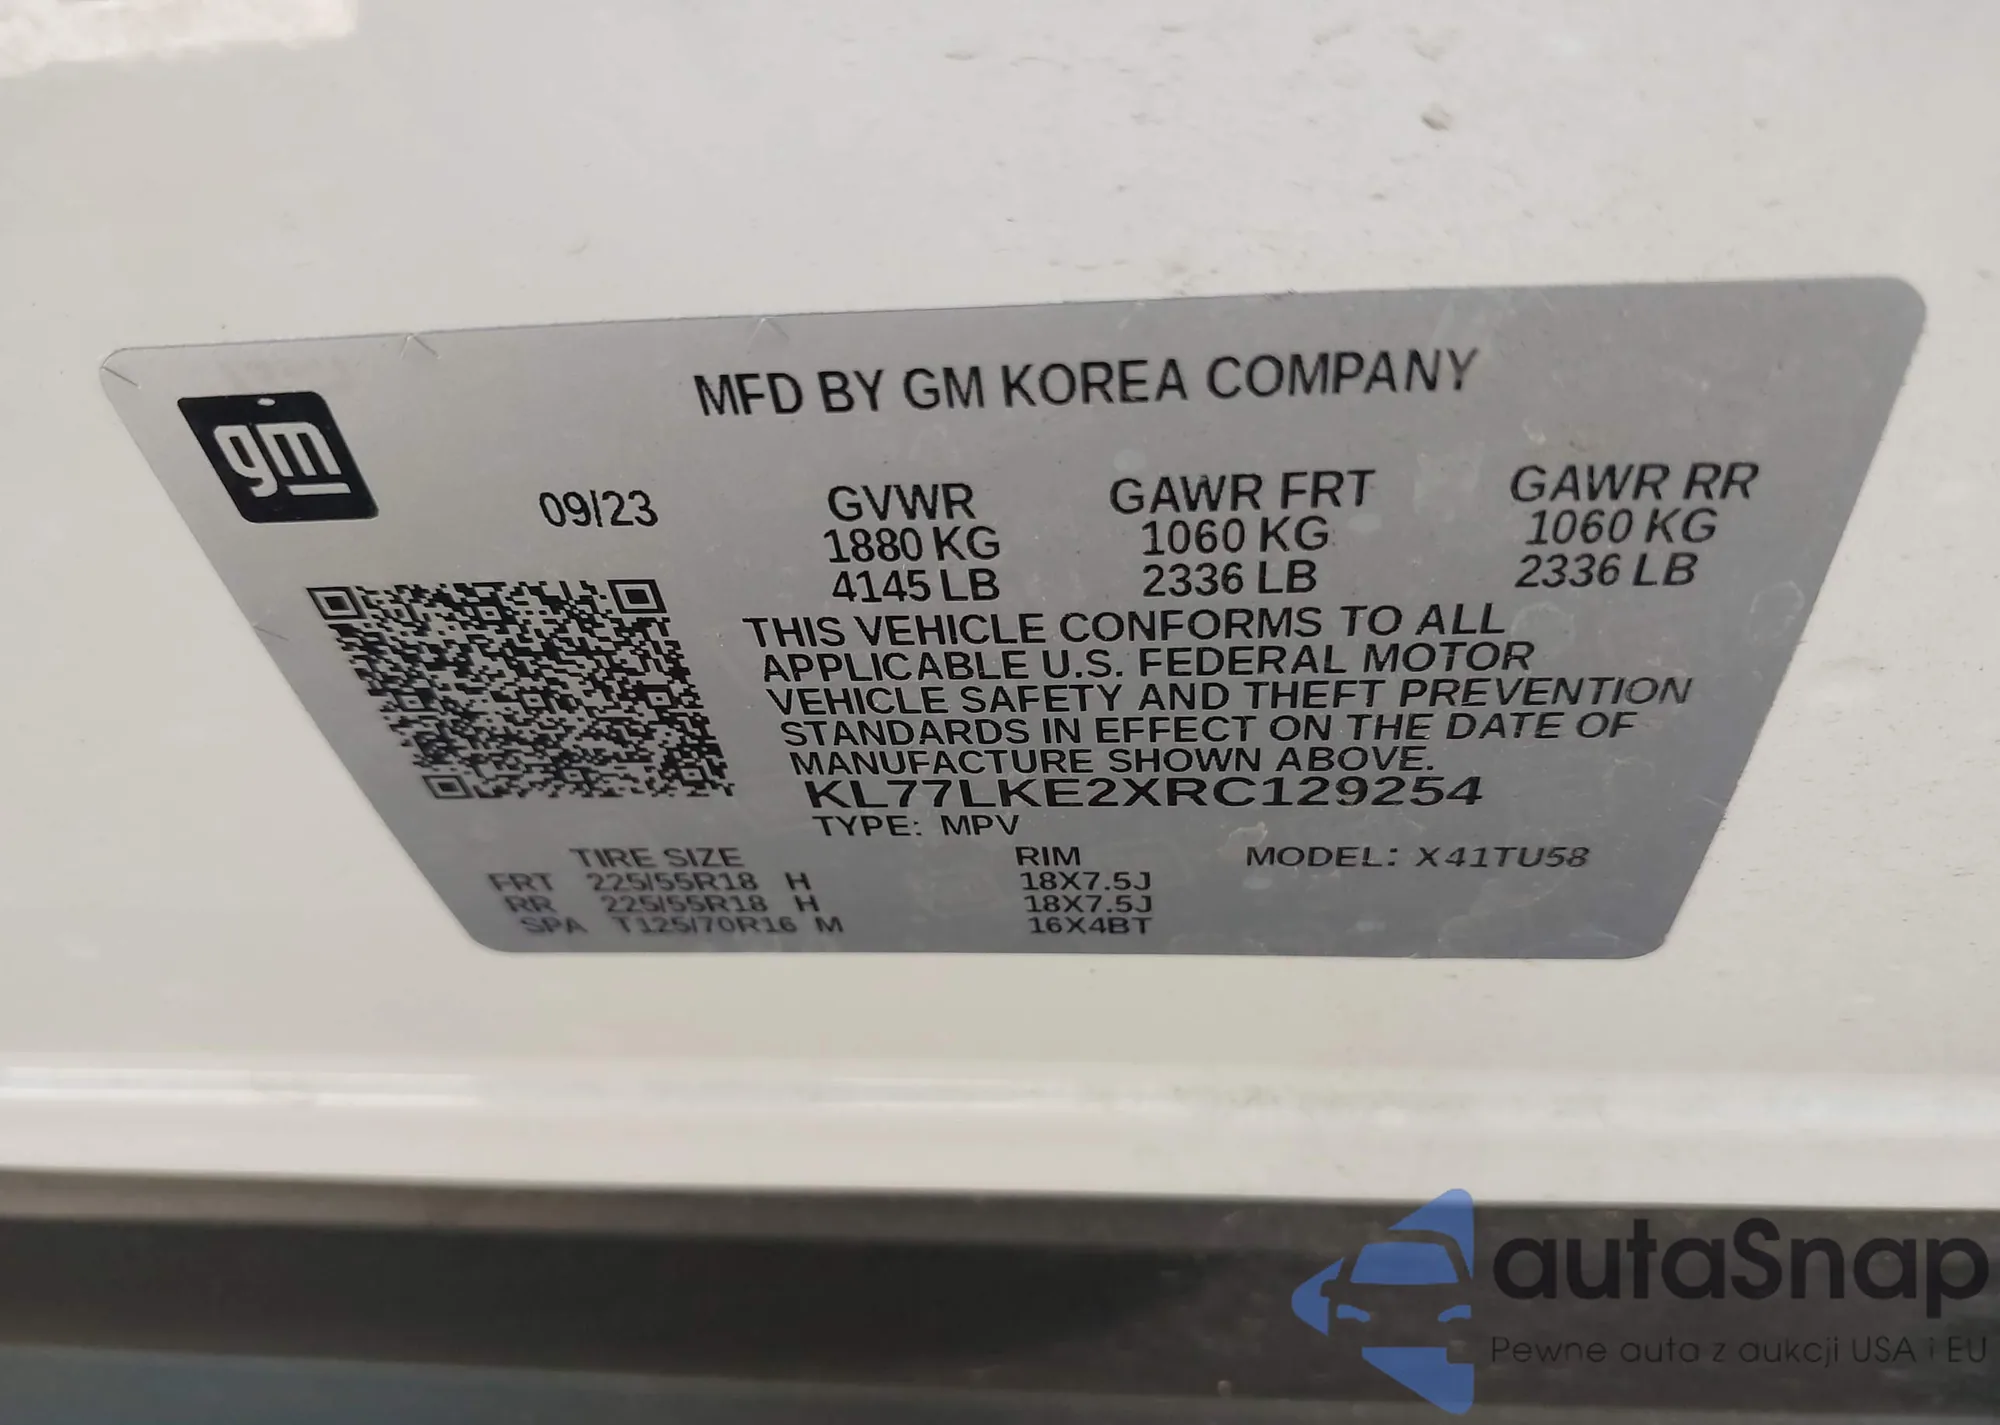 MFD BY GM KOREA COMPANY
gm
09/23
GVWR GAWR FRT GAWR RR
1880 KG 1060 KG 1060 KG
4145 LB 2336 LB 2336 LB
THIS VEHICLE CONFORMS TO ALL
APPLICABLE U.S. FEDERAL MOTOR
VEHICLE SAFETY AND THEFT PREVENTION
STANDARDS IN EFFECT ON THE DATE OF
MANUFACTURE SHOWN ABOVE.
KL77LKE2XRC129254
TYPE: MPV
TIRE SIZE RIM MODEL: X41TU58
FRT 225/55R18 H 18X7.5J
RR 225/55R18 H 18X7.5J
SPA T125/70R16 M 16X4BT
autaSnap
Pewne auta z aukcji USA i EU